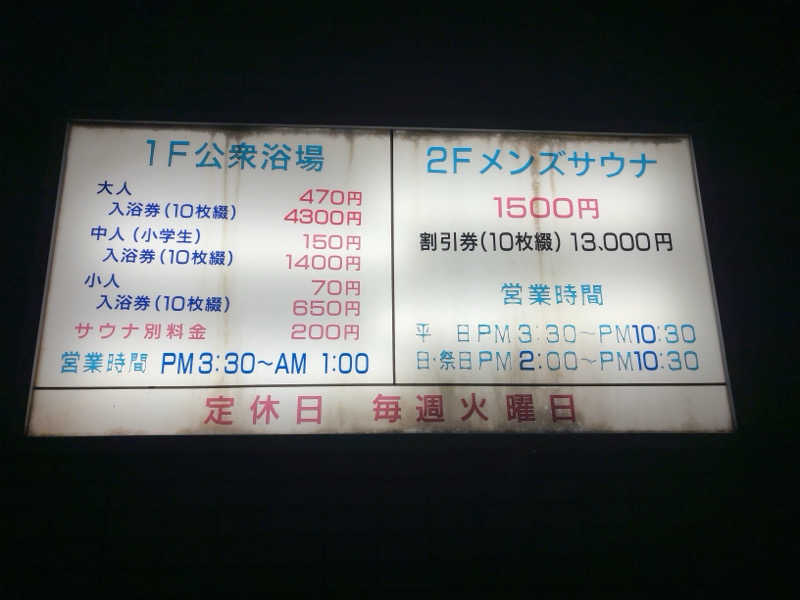 1F公衆浴場
大人 470円
入浴券(10枚綴) 4300円
中人(小学生) 150円
入浴券(10枚綴) 1400円
小人 70円
入浴券(10枚綴) 650円
サウナ別料金 200円
営業時間 PM3:30〜AM 1:00
2Fメンズサウナ
1500円
割引券(10枚綴) 13.000円
営業時間
平 日PM 3:30〜PM10:30
日・祭日PM 2:00〜PM10:30
定休日 毎週火曜日